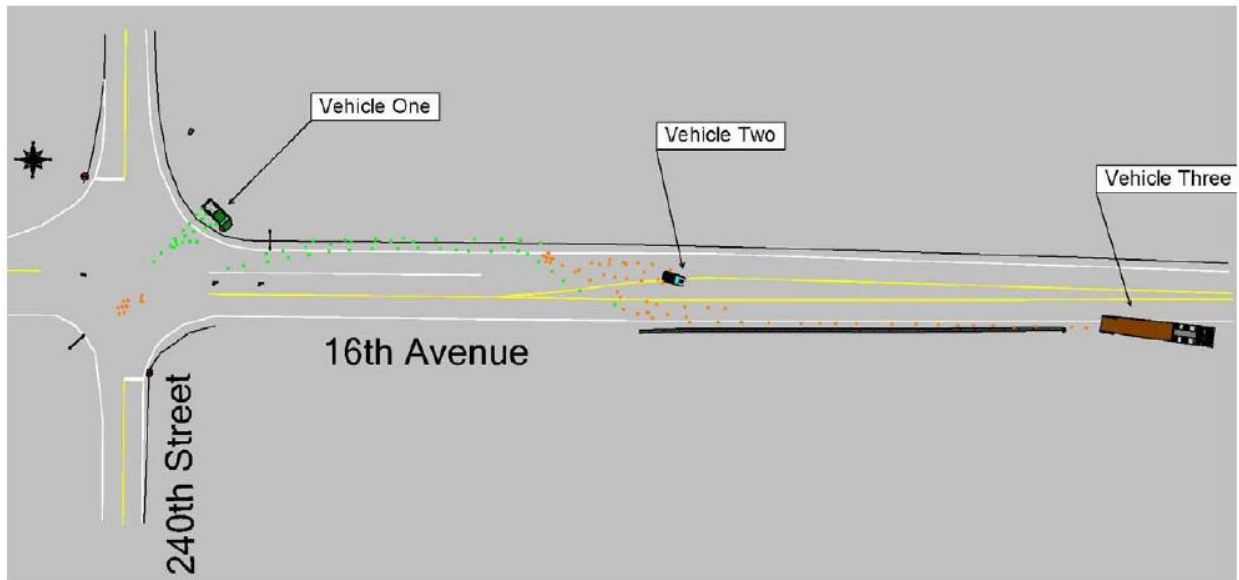 Vehicle One
Vehicle Two
Vehicle Three
16th Avenue
240th Street